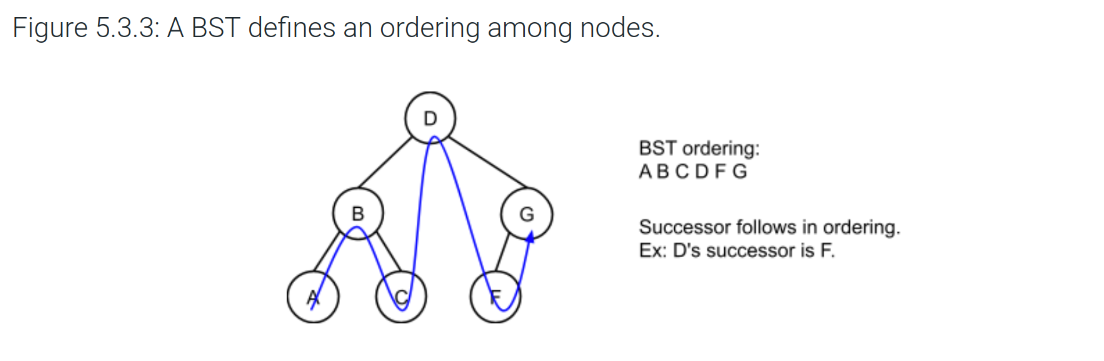 Figure 5.3.3: A BST defines an ordering among nodes.
D
BST ordering:
A B C D F G
B
G
Successor follows in ordering.
Ex: D's successor is F.
A
C
F